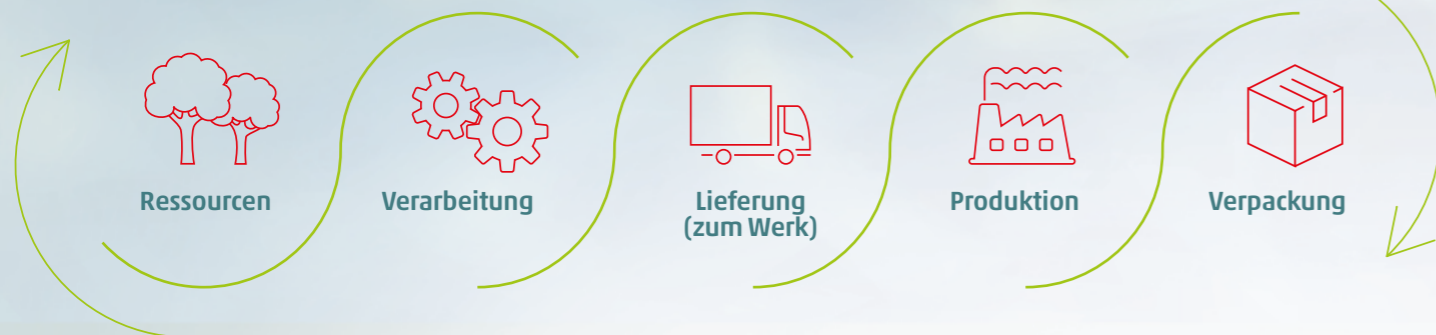 Ressourcen
Verarbeitung
Lieferung
(zum Werk)
Produktion
Verpackung